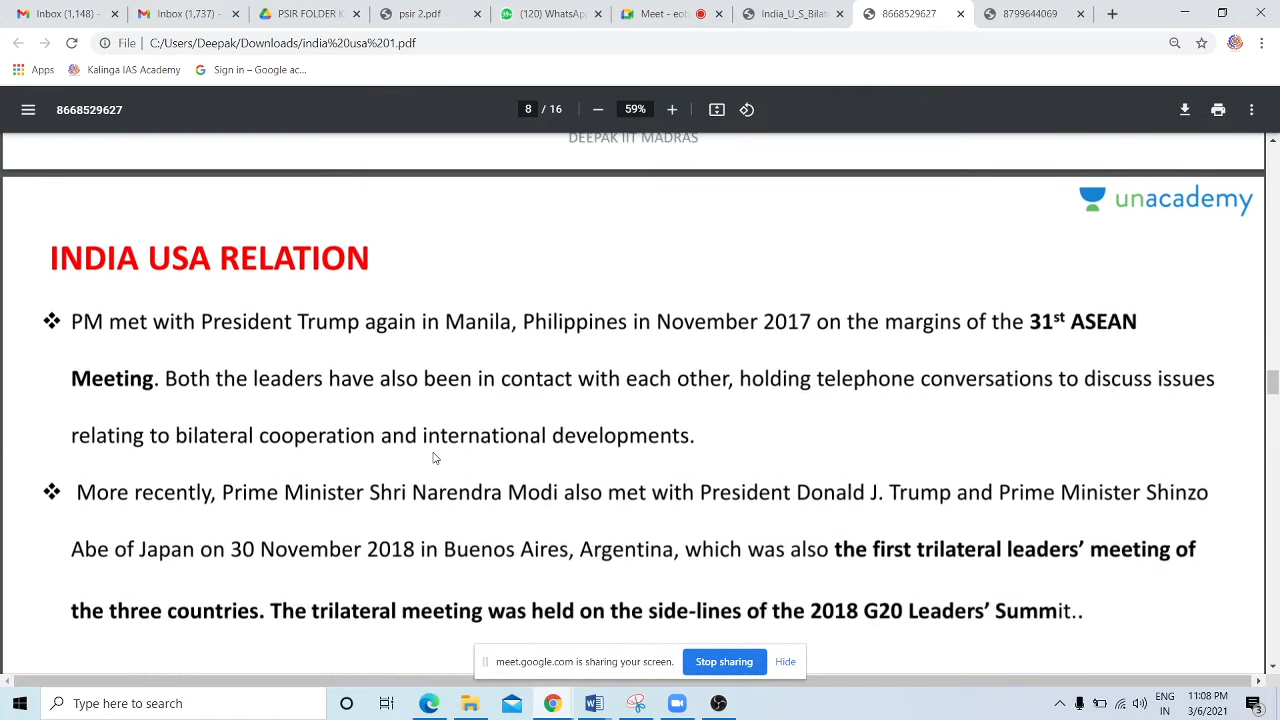 M Inbox (1,418)
M Inbox (1,418)
PSIR FOLDER K
psir 2.pdf
(120) WhatsAp
Meet - eob
India_U_S_Bilat
8668529627
8799644069
File | C:/Users/Deepak/Downloads/india%20usa%201.pdf
Apps Kalinga IAS Academy Sign in – Google ac...
8668529627 8 / 16 59%
DEEPAK IIT MADRAS
unacademy
INDIA USA RELATION
❖ PM met with President Trump again in Manila, Philippines in November 2017 on the margins of the 31st ASEAN
Meeting. Both the leaders have also been in contact with each other, holding telephone conversations to discuss issues
relating to bilateral cooperation and international developments.
❖ More recently, Prime Minister Shri Narendra Modi also met with President Donald J. Trump and Prime Minister Shinzo
Abe of Japan on 30 November 2018 in Buenos Aires, Argentina, which was also the first trilateral leaders’ meeting of
the three countries. The trilateral meeting was held on the side-lines of the 2018 G20 Leaders’ Summit..
meet.google.com is sharing your screen. Stop sharing Hide
Type here to search
ENG
IN
11:08 PM
3/6/2021
3